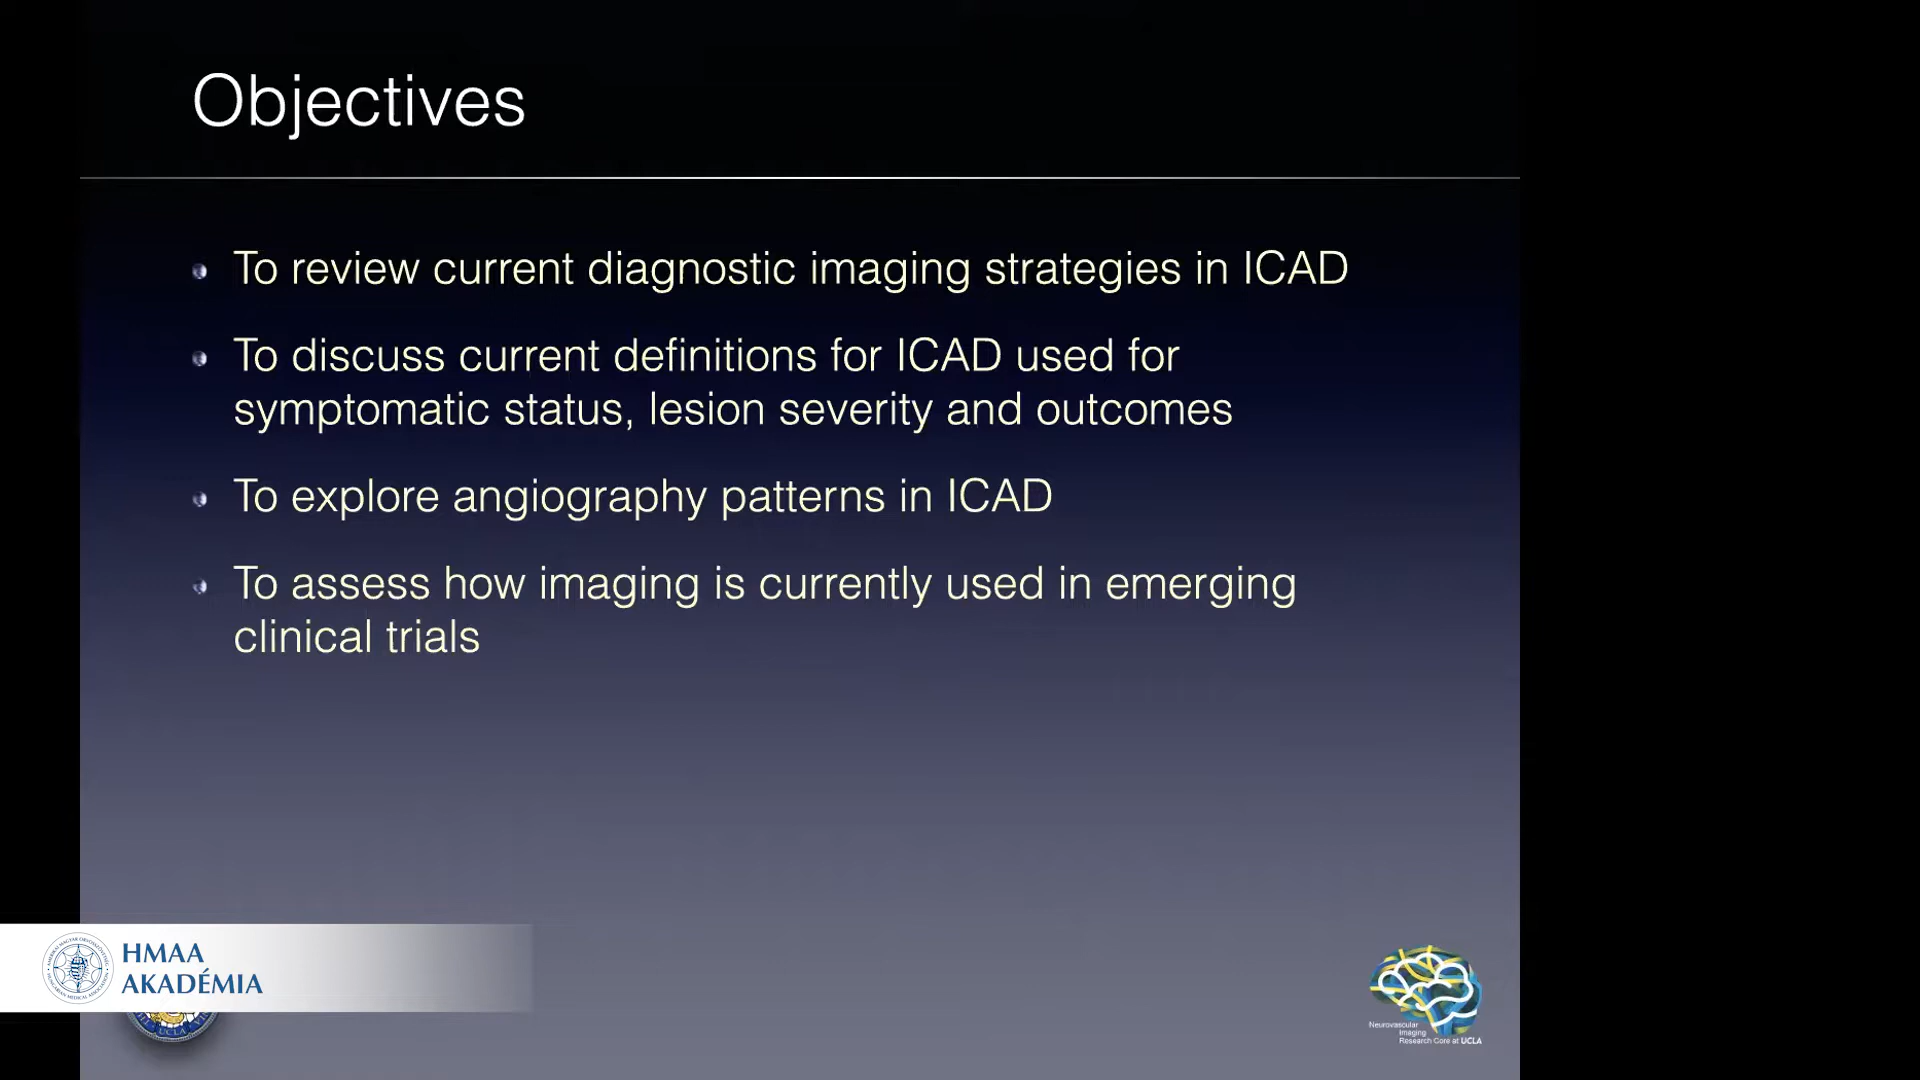 Objectives
To review current diagnostic imaging strategies in ICAD
To discuss current definitions for ICAD used for
symptomatic status, lesion severity and outcomes
To explore angiography patterns in ICAD
To assess how imaging is currently used in emerging
clinical trials
HMAA
AKADÉMIA
UCLA
Neurovascular
Imaging
Research Core at UCLA